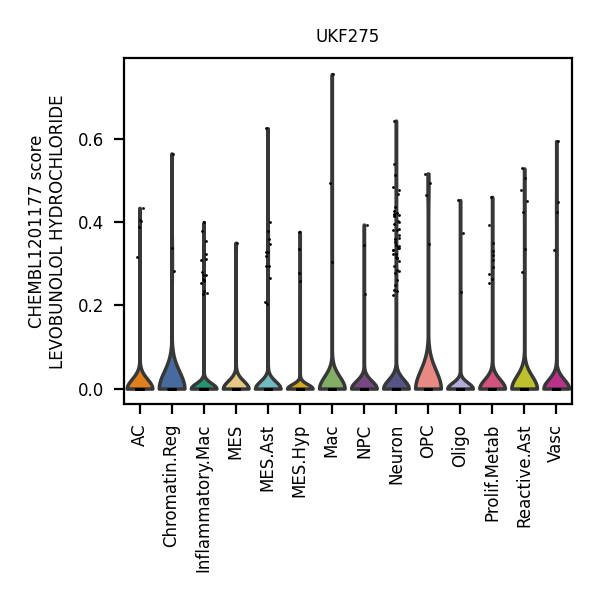 UKF275
CHEMBL1201177 score
LEVOBUNOLOL HYDROCHLORIDE
0.6
0.4
0.2
0.0
AC
Chromatin.Reg
Inflammatory.Mac
MES
MES.Ast
MES.Hyp
Mac
NPC
Neuron
OPC
Oligo
Prolif.Metab
Reactive.Ast
Vasc